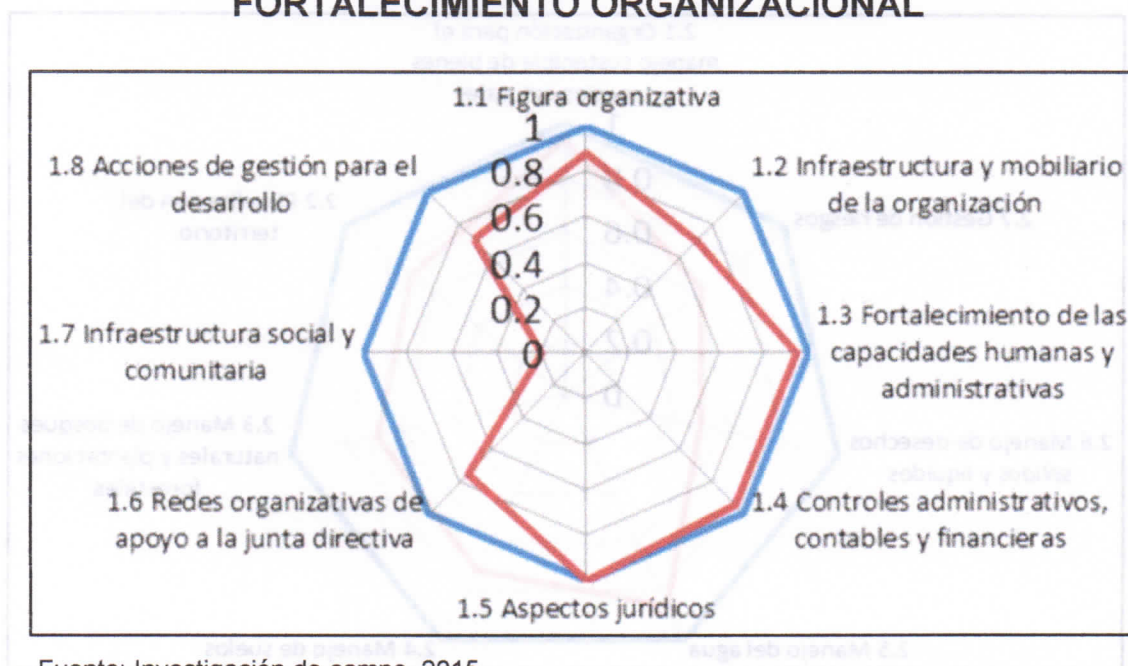 FORTALECIMIENTO ORGANIZACIONAL
1.1 Figura organizativa
1
0.8
0.6
0.4
0.2
0
1.2 Infraestructura y mobiliario
de la organización
1.3 Fortalecimiento de las
capacidades humanas y
administrativas
1.4 Controles administrativos,
contables y financieras
1.5 Aspectos jurídicos
1.6 Redes organizativas de
apoyo a la junta directiva
1.7 Infraestructura social y
comunitaria
1.8 Acciones de gestión para el
desarrollo
Fuente: Investigación de campo, 2015